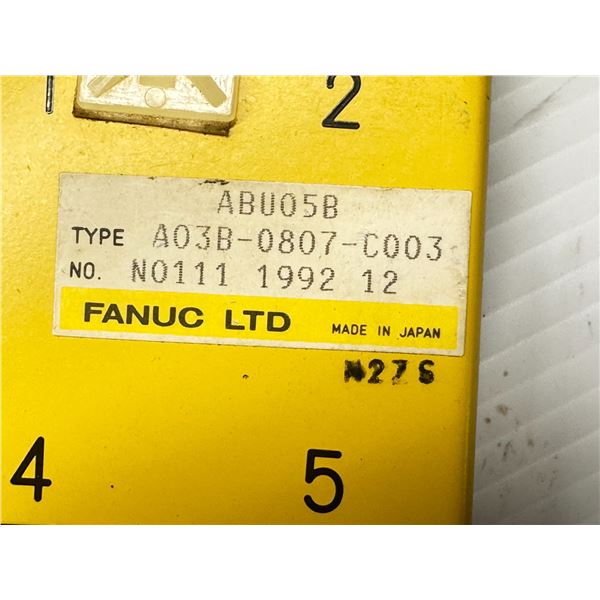 1 2
ABU05B
TYPE A03B-0807-C003
NO. N0111 1992 12
FANUC LTD MADE IN JAPAN
N27S
4 5